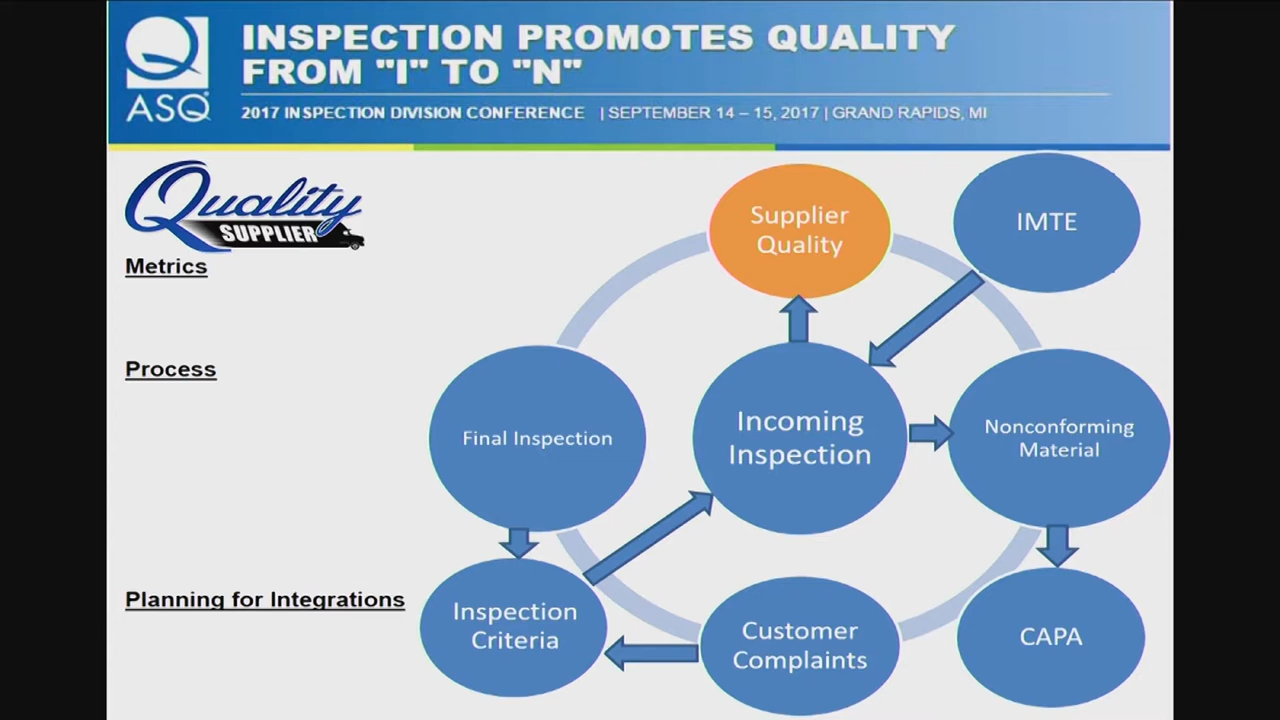 INSPECTION PROMOTES QUALITY
FROM "I" TO "N"
ASQ
2017 INSPECTION DIVISION CONFERENCE | SEPTEMBER 14 – 15, 2017 | GRAND RAPIDS, MI
Quality
SUPPLIER
Metrics
Process
Planning for Integrations
Supplier
Quality
IMTE
Final Inspection
Incoming
Inspection
Nonconforming
Material
Inspection
Criteria
Customer
Complaints
CAPA